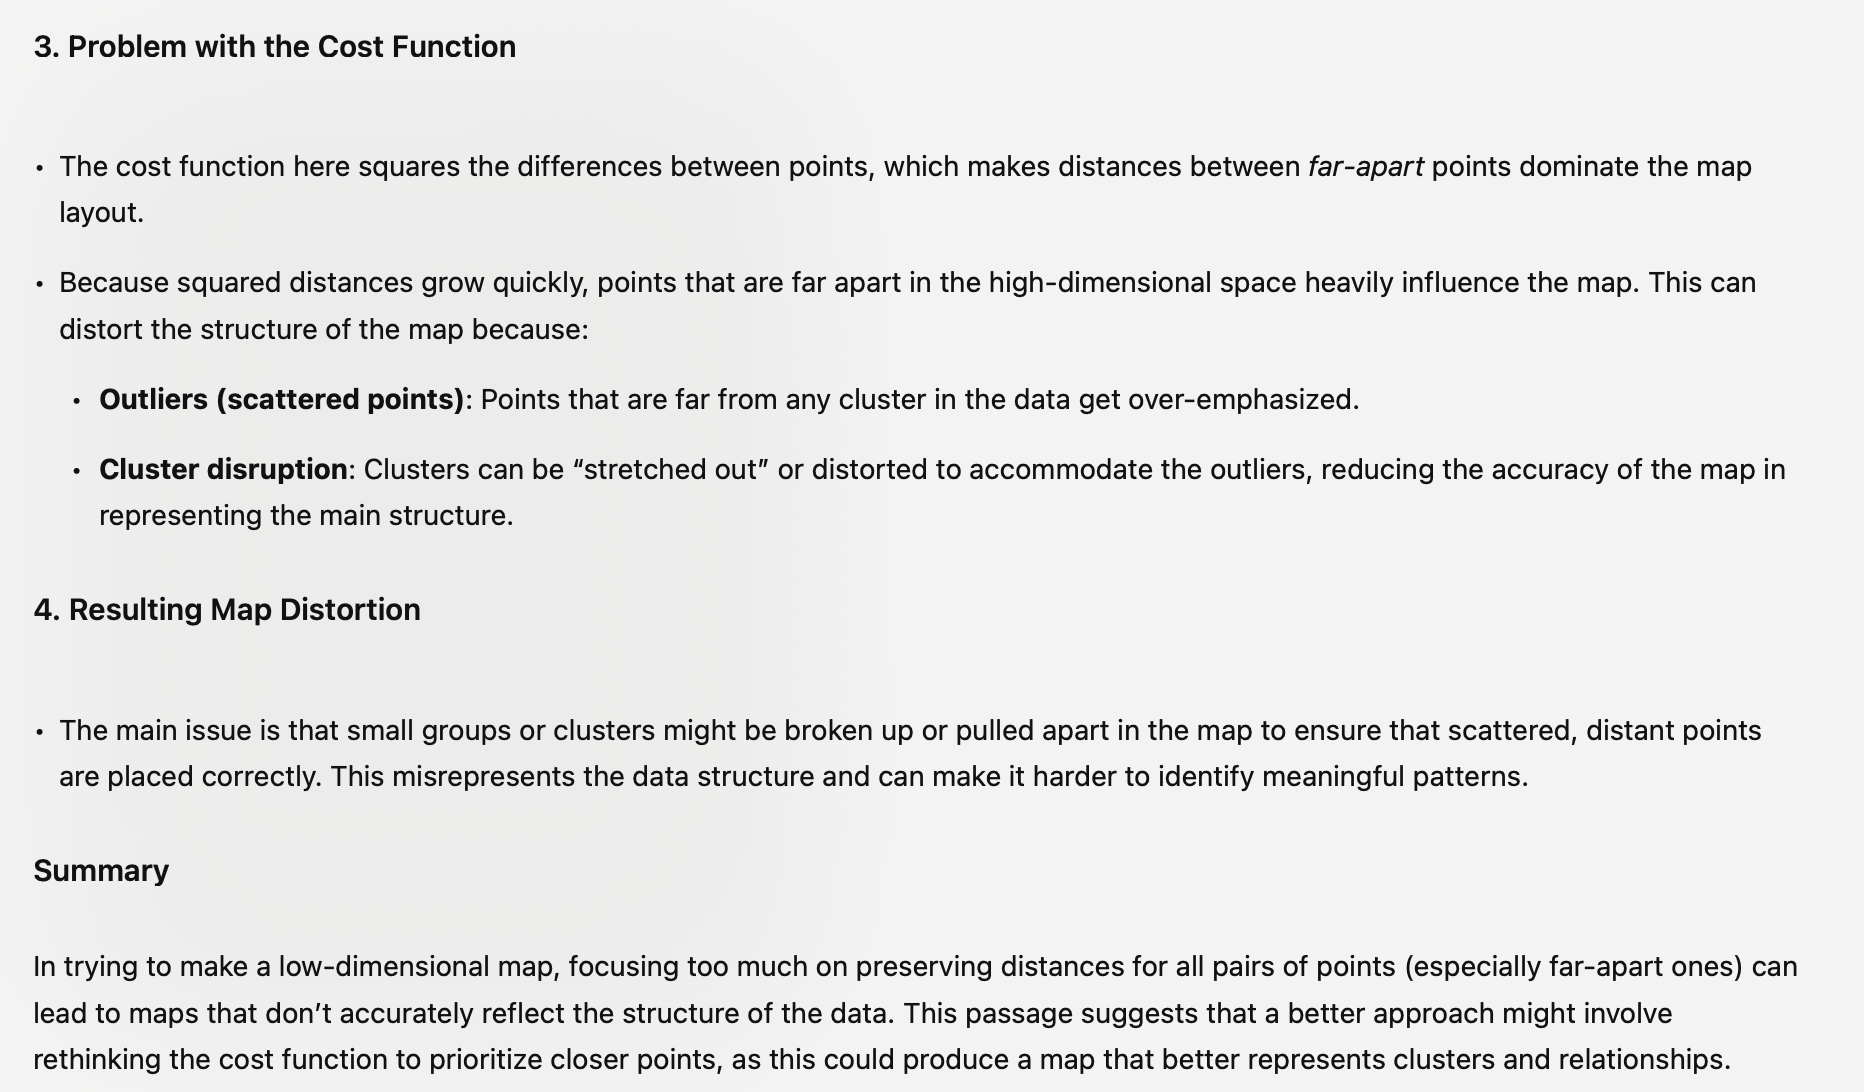 3. Problem with the Cost Function
• The cost function here squares the differences between points, which makes distances between far-apart points dominate the map
layout.
• Because squared distances grow quickly, points that are far apart in the high-dimensional space heavily influence the map. This can
distort the structure of the map because:
• Outliers (scattered points): Points that are far from any cluster in the data get over-emphasized.
• Cluster disruption: Clusters can be “stretched out” or distorted to accommodate the outliers, reducing the accuracy of the map in
representing the main structure.
4. Resulting Map Distortion
• The main issue is that small groups or clusters might be broken up or pulled apart in the map to ensure that scattered, distant points
are placed correctly. This misrepresents the data structure and can make it harder to identify meaningful patterns.
Summary
In trying to make a low-dimensional map, focusing too much on preserving distances for all pairs of points (especially far-apart ones) can
lead to maps that don’t accurately reflect the structure of the data. This passage suggests that a better approach might involve
rethinking the cost function to prioritize closer points, as this could produce a map that better represents clusters and relationships.